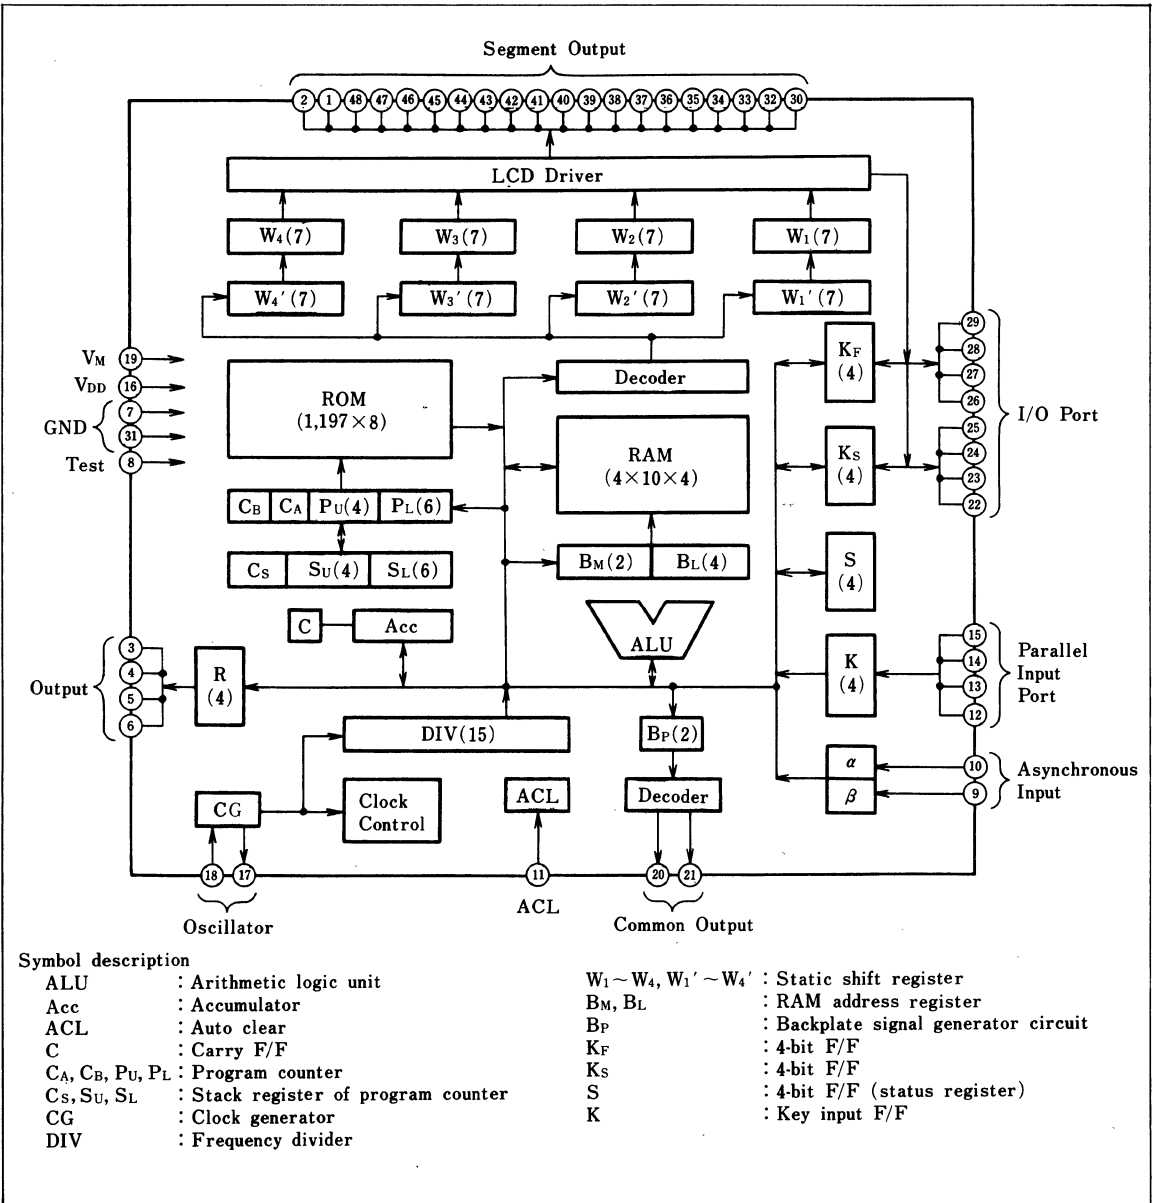 Segment Output
2 1 48 47 46 45 44 43 42 41 40 39 38 37 36 35 34 33 32 30
LCD Driver
W4(7) W3(7) W2(7) W1(7)
W4′(7) W3′(7) W2′(7) W1′(7)
VM 19
VDD 16
GND 7
31
Test 8
ROM
(1,197×8)
Decoder
RAM
(4×10×4)
KF
(4)
29
28
27
26
I/O Port
KS
(4)
25
24
23
22
CB CA PU(4) PL(6)
CS SU(4) SL(6)
BM(2) BL(4)
S
(4)
C Acc
ALU
Output
3
4
5
6
R
(4)
K
(4)
15
14
13
12
Parallel
Input
Port
DIV(15)
BP(2)
α
β
10
9
Asynchronous
Input
CG
Clock
Control
ACL
Decoder
18 17 11 20 21
Oscillator
ACL
Common Output
Symbol description
ALU : Arithmetic logic unit
Acc : Accumulator
ACL : Auto clear
C : Carry F/F
CA, CB, PU, PL : Program counter
CS, SU, SL : Stack register of program counter
CG : Clock generator
DIV : Frequency divider
W1~W4, W1′~W4′ : Static shift register
BM, BL : RAM address register
BP : Backplate signal generator circuit
KF : 4-bit F/F
KS : 4-bit F/F
S : 4-bit F/F (status register)
K : Key input F/F